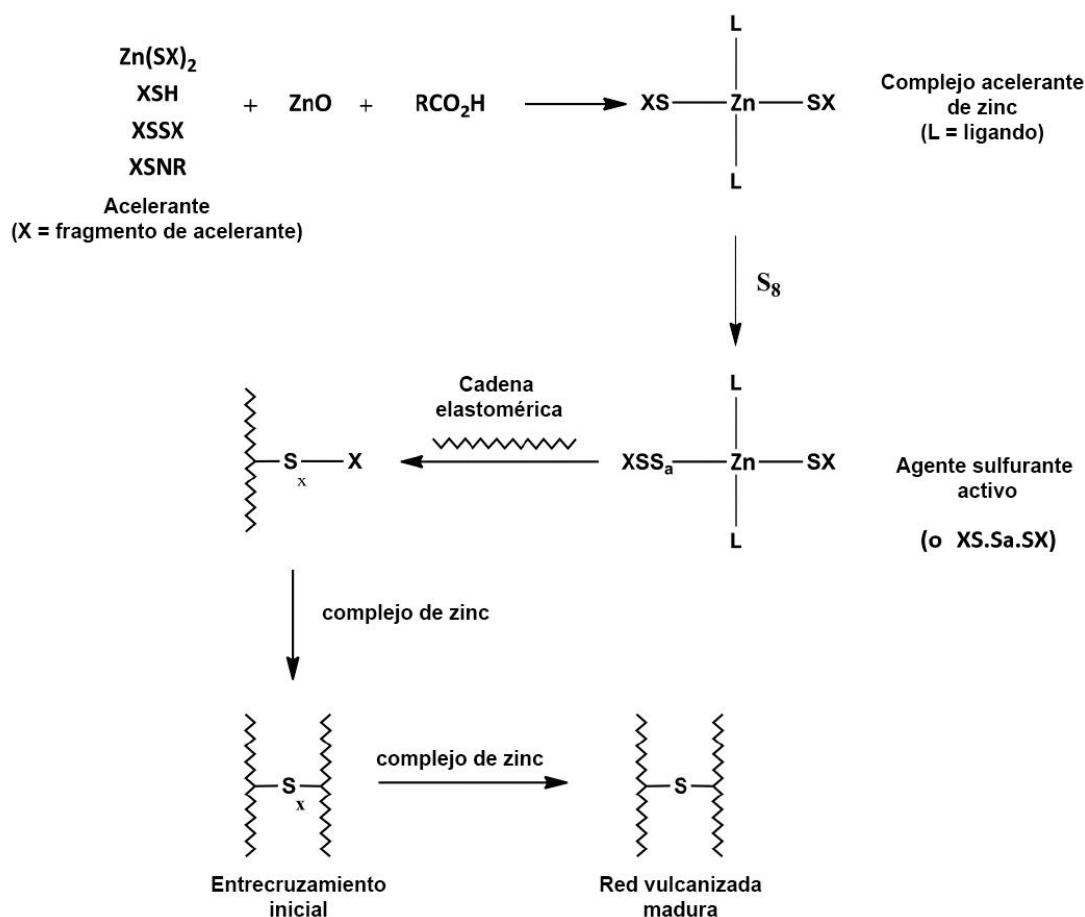 Zn(SX)₂
XSH
XSSX
XSNR
+ ZnO + RCO₂H
Acelerante
(X = fragmento de acelerante)
L
XS Zn SX
L
Complejo acelerante
de zinc
(L = ligando)
S₈
L
XSSₐ Zn SX
L
Agente sulfurante
activo
(o XS.Sa.SX)
Cadena
elastomérica
S X
x
complejo de zinc
S
x
complejo de zinc
S
Entrecruzamiento
inicial
Red vulcanizada
madura